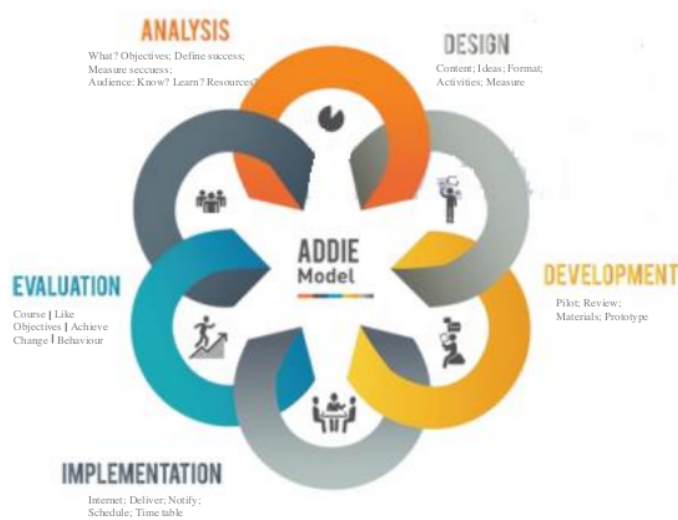 ANALYSIS
What? Objectives; Define success;
Measure seccuess;
Audience: Know? Learn? Resources?
DESIGN
Content; Ideas; Format;
Activities; Measure
ADDIE
Model
EVALUATION
Course | Like
Objectives | Achieve
Change | Behaviour
DEVELOPMENT
Pilot; Review;
Materials; Prototype
IMPLEMENTATION
Internet; Deliver; Notify;
Schedule; Time table